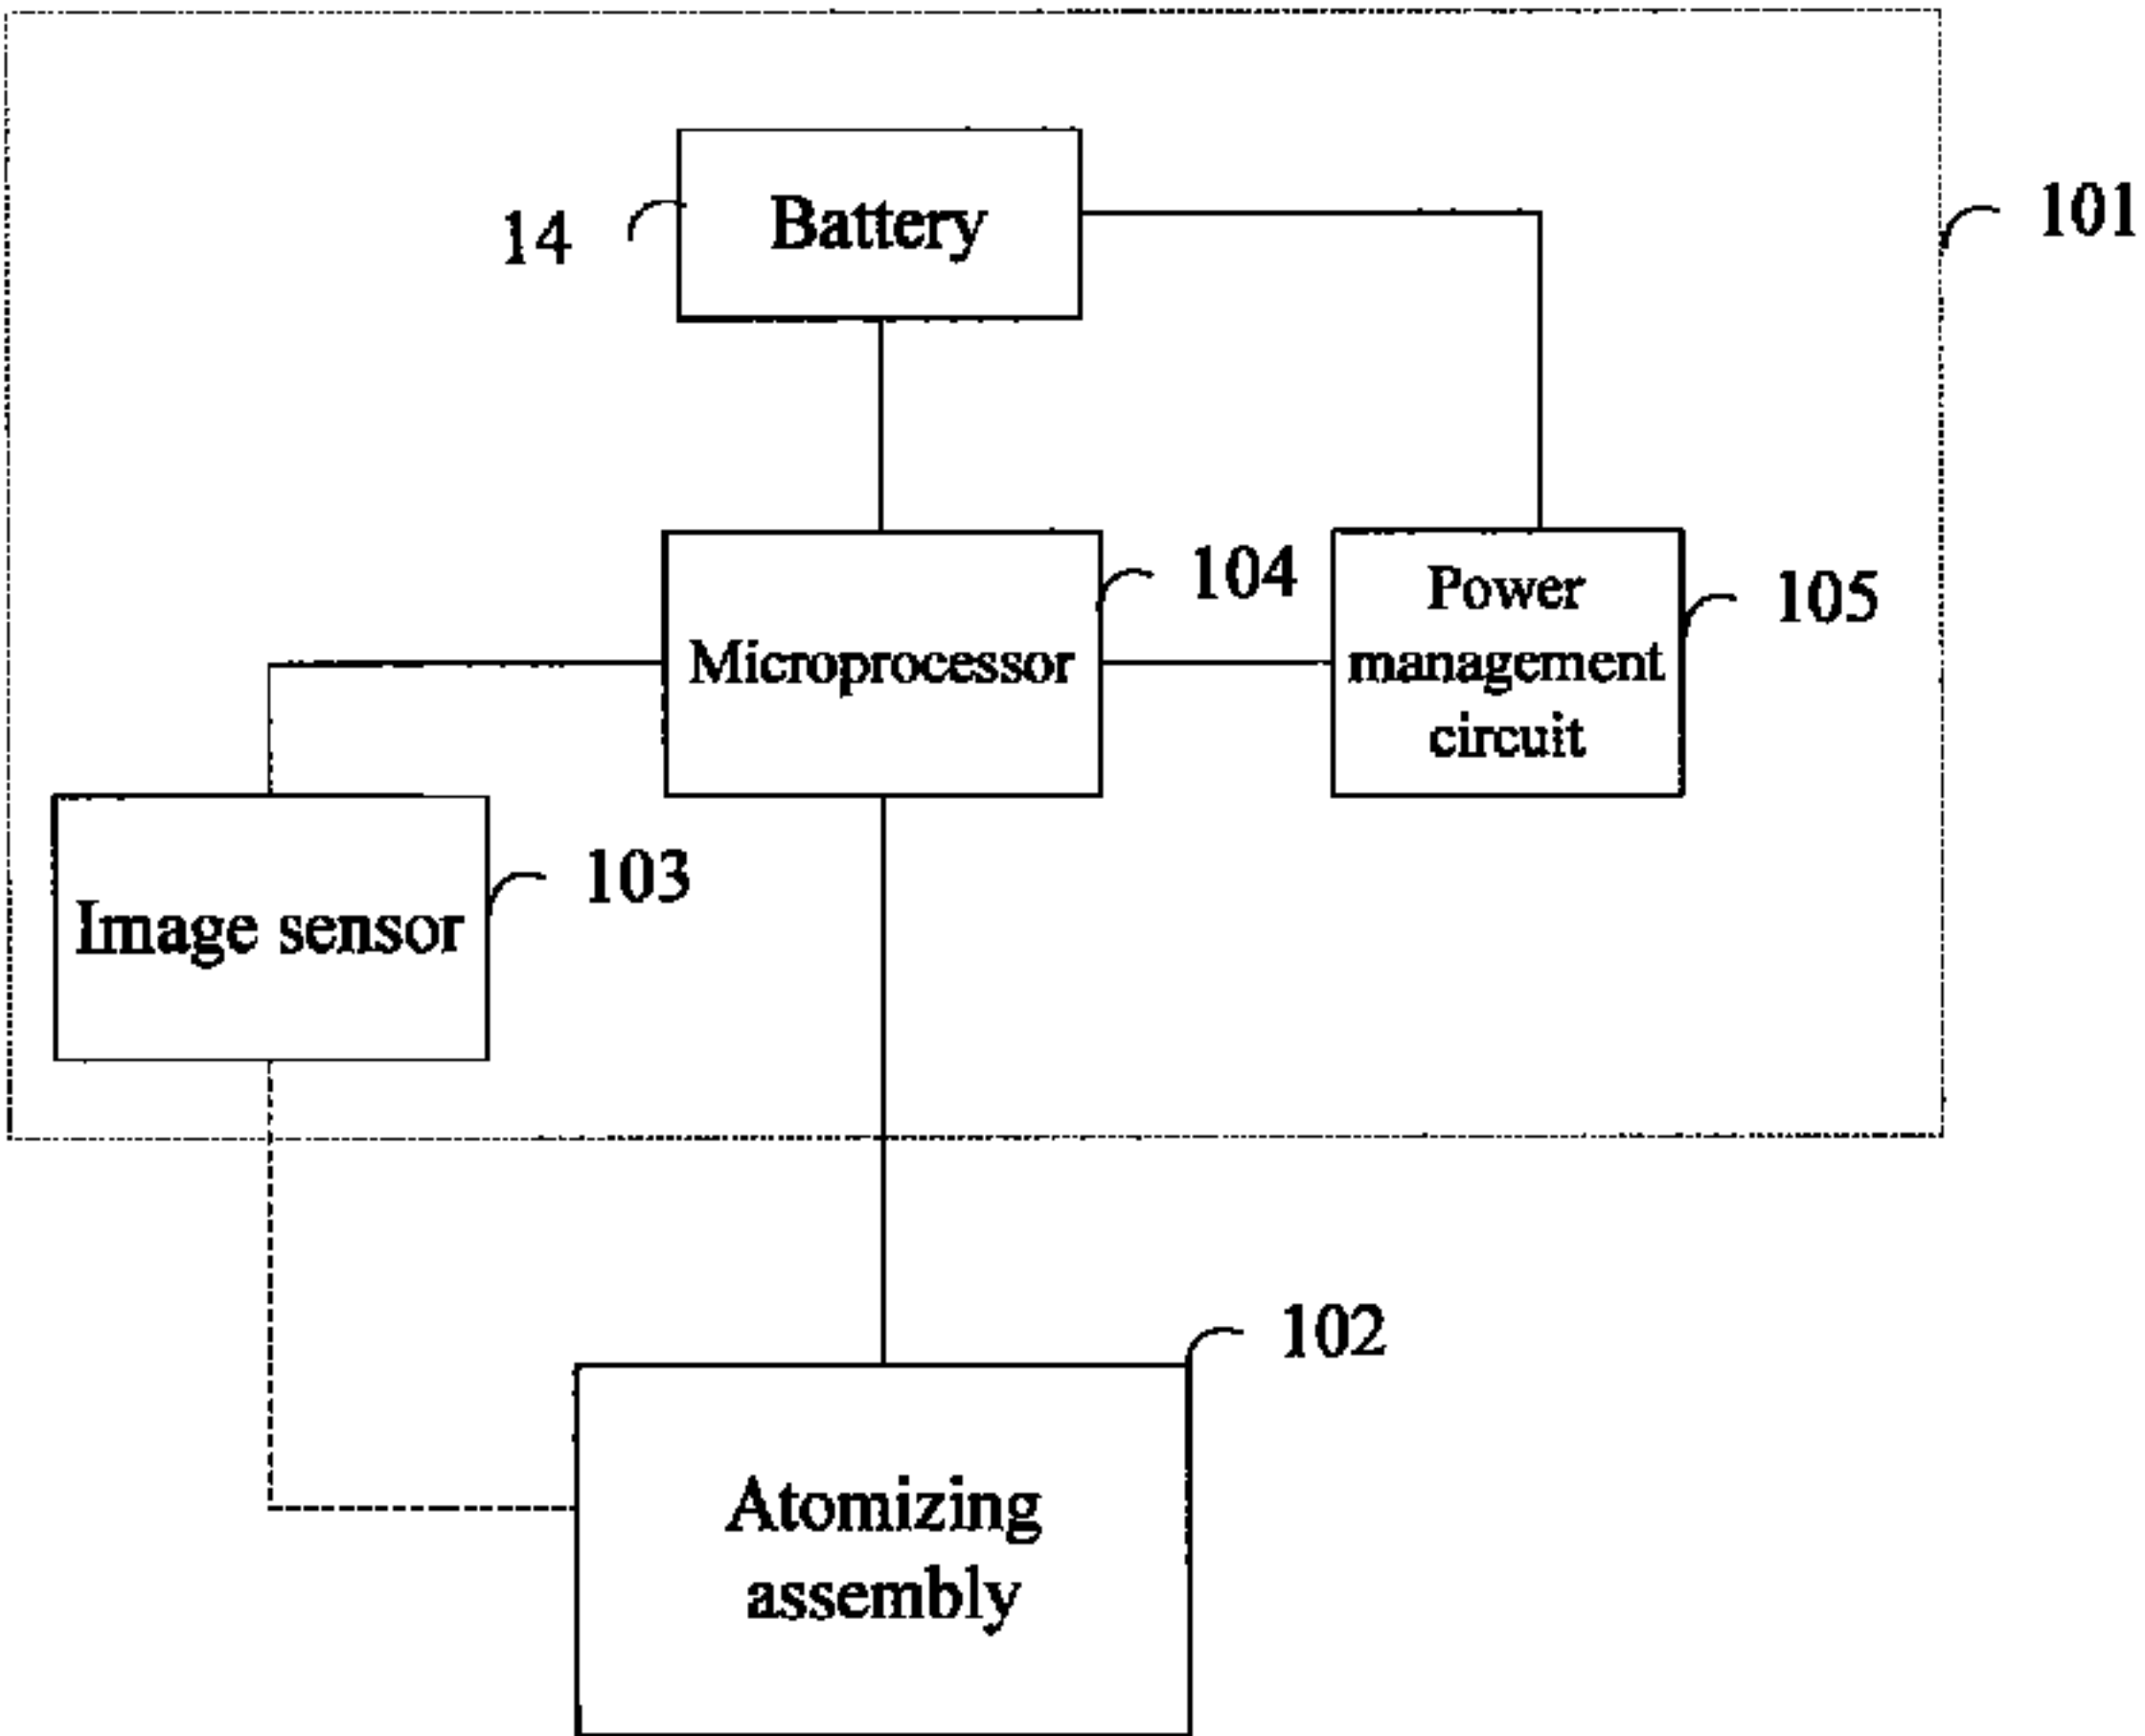 101
14
Battery
104
105
Microprocessor
Power
management
circuit
103
Image sensor
102
Atomizing
assembly